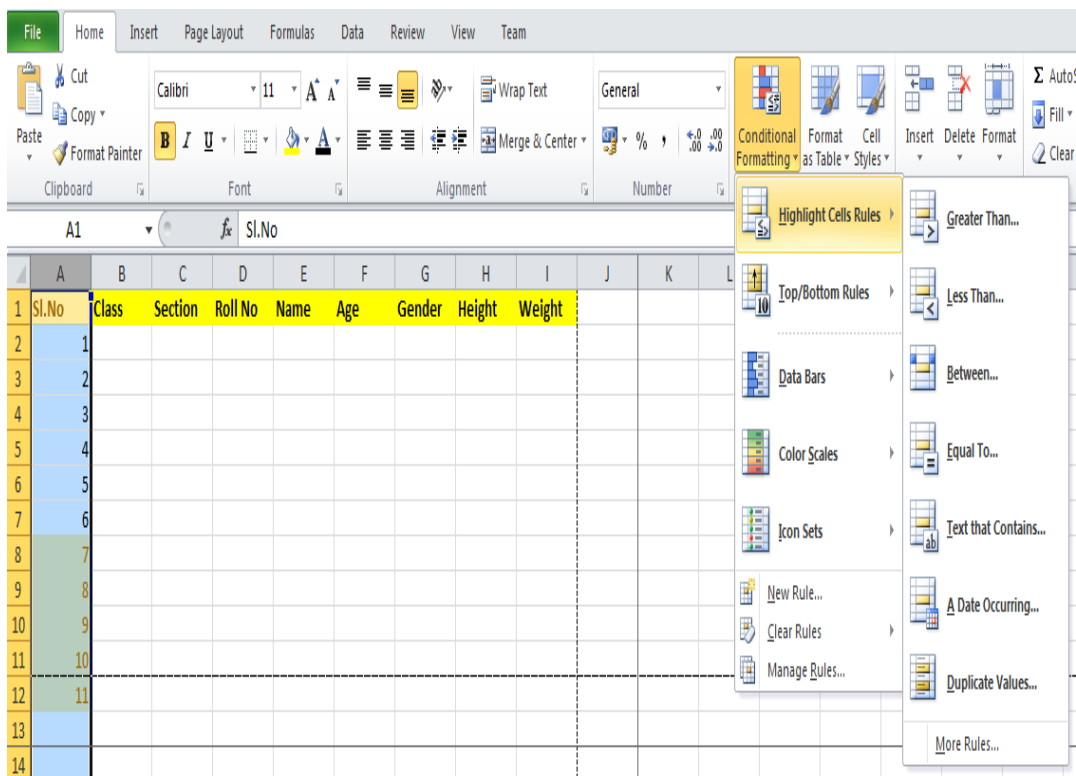 File Home Insert Page Layout Formulas Data Review View Team
Cut
Copy
Format Painter
Paste
Clipboard
Calibri 11 A A
B I U A
Font
Wrap Text
Merge & Center
Alignment
General
% , .0 .00 .00 .0
Number
Conditional Formatting
Format as Table
Cell Styles
Insert Delete Format
Σ AutoS
Fill
Clear
A1 fx Sl.No
A B C D E F G H I J K L
1 Sl.No Class Section Roll No Name Age Gender Height Weight
2 1
3 2
4 3
5 4
6 5
7 6
8 7
9 8
10 9
11 10
12 11
13
14
Highlight Cells Rules
Top/Bottom Rules
Data Bars
Color Scales
Icon Sets
New Rule...
Clear Rules
Manage Rules...
Greater Than...
Less Than...
Between...
Equal To...
Text that Contains...
A Date Occurring...
Duplicate Values...
More Rules...